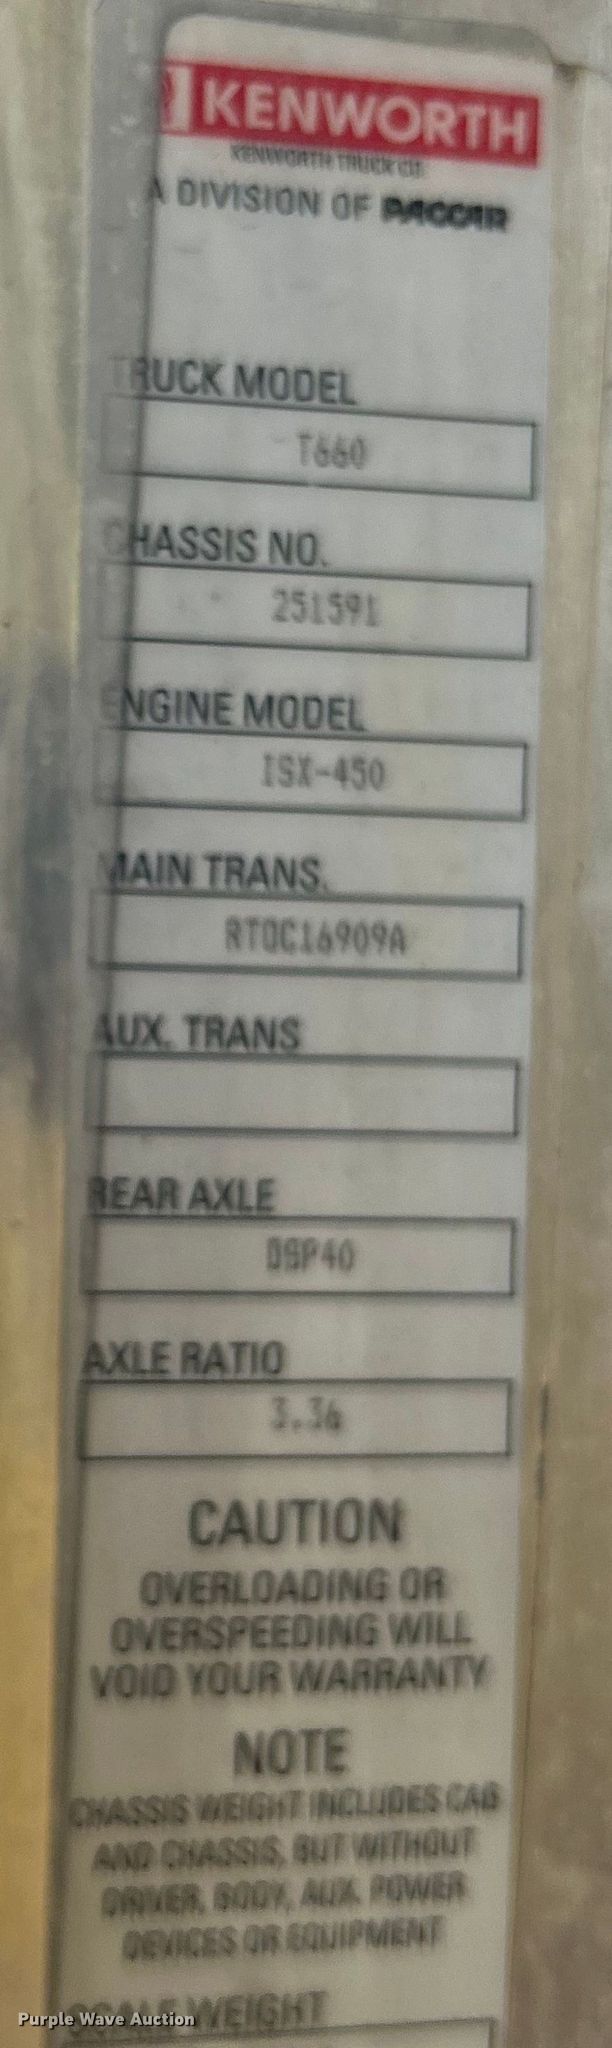 KENWORTH
KENWORTH TRUCK CO.
A DIVISION OF PACCAR
TRUCK MODEL
T660
CHASSIS NO.
251591
ENGINE MODEL
ISX-450
MAIN TRANS.
RTOC16909A
AUX. TRANS
REAR AXLE
DSP40
AXLE RATIO
3.36
CAUTION
OVERLOADING OR
OVERSPEEDING WILL
VOID YOUR WARRANTY
NOTE
CHASSIS WEIGHT INCLUDES CAB
AND CHASSIS, BUT WITHOUT
DRIVER, BODY, AUX. POWER
DEVICES OR EQUIPMENT
SCALE WEIGHT
Purple Wave Auction